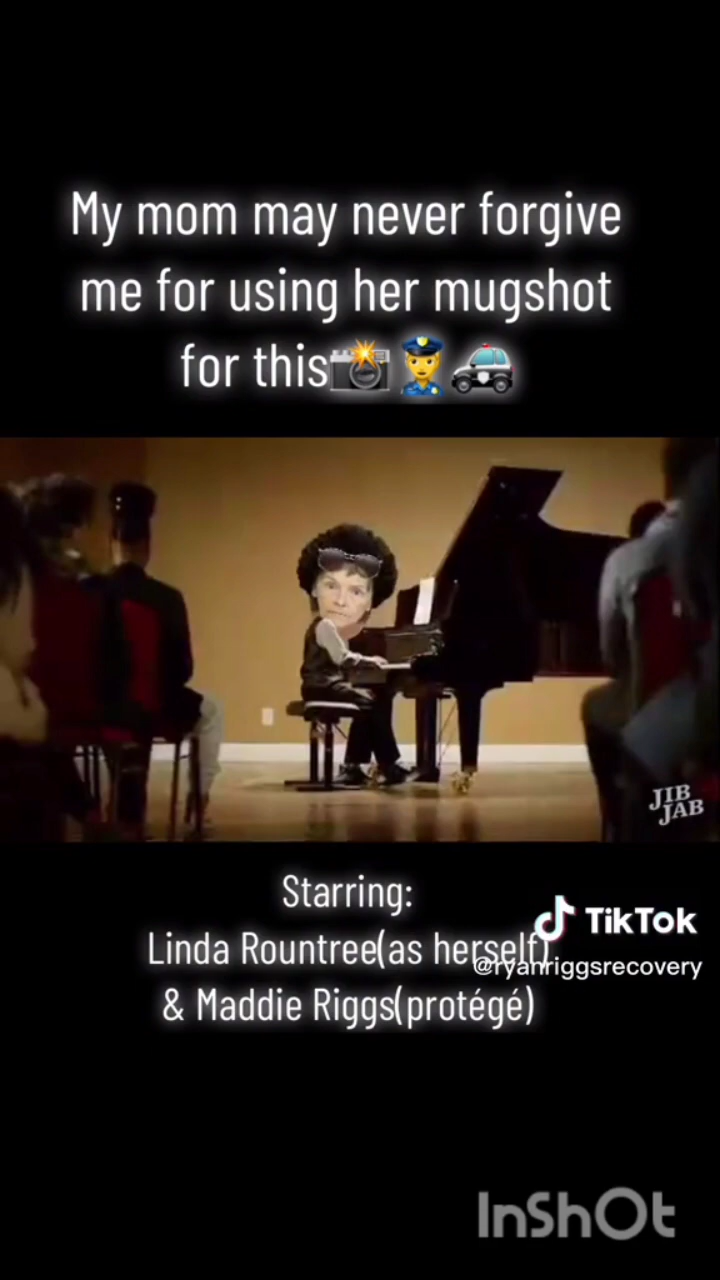 My mom may never forgive
me for using her mugshot
for this📸👮🚓
JIB
JAB
Starring:
Linda Rountree(as herself)
& Maddie Riggs(protégé)
TikTok
@ryanriggsrecovery
InShOt